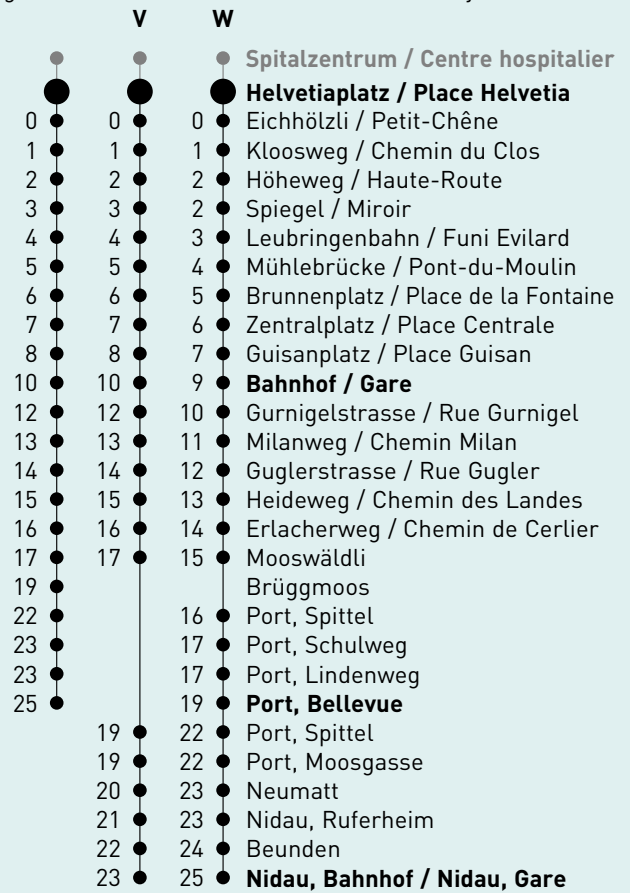 V W
Spitalzentrum / Centre hospitalier
Helvetiaplatz / Place Helvetia
0 0 0 Eichhölzli / Petit-Chêne
1 1 1 Kloosweg / Chemin du Clos
2 2 2 Höheweg / Haute-Route
3 3 2 Spiegel / Miroir
4 4 3 Leubringenbahn / Funi Evilard
5 5 4 Mühlebrücke / Pont-du-Moulin
6 6 5 Brunnenplatz / Place de la Fontaine
7 7 6 Zentralplatz / Place Centrale
8 8 7 Guisanplatz / Place Guisan
10 10 9 Bahnhof / Gare
12 12 10 Gurnigelstrasse / Rue Gurnigel
13 13 11 Milanweg / Chemin Milan
14 14 12 Guglerstrasse / Rue Gugler
15 15 13 Heideweg / Chemin des Landes
16 16 14 Erlacherweg / Chemin de Cerlier
17 17 15 Mooswäldli
19 Brüggmoos
22 16 Port, Spittel
23 17 Port, Schulweg
23 17 Port, Lindenweg
25 19 Port, Bellevue
19 22 Port, Spittel
19 22 Port, Moosgasse
20 23 Neumatt
21 23 Nidau, Ruferheim
22 24 Beunden
23 25 Nidau, Bahnhof / Nidau, Gare